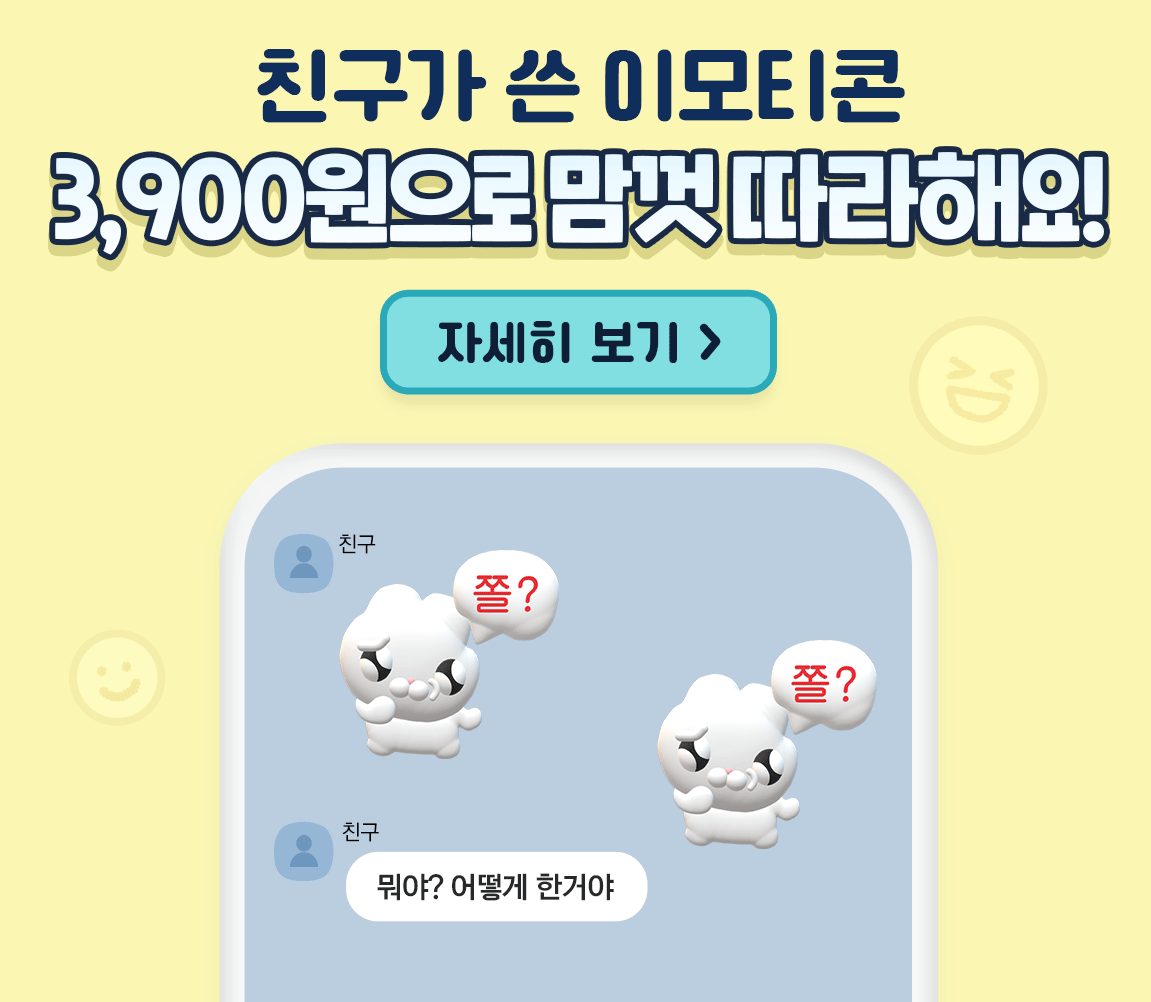 친구가 쓴 이모티콘
3,900원으로 맘껏 따라해요!
자세히 보기 >
친구
쫄?
쫄?
친구
뭐야? 어떻게 한거야